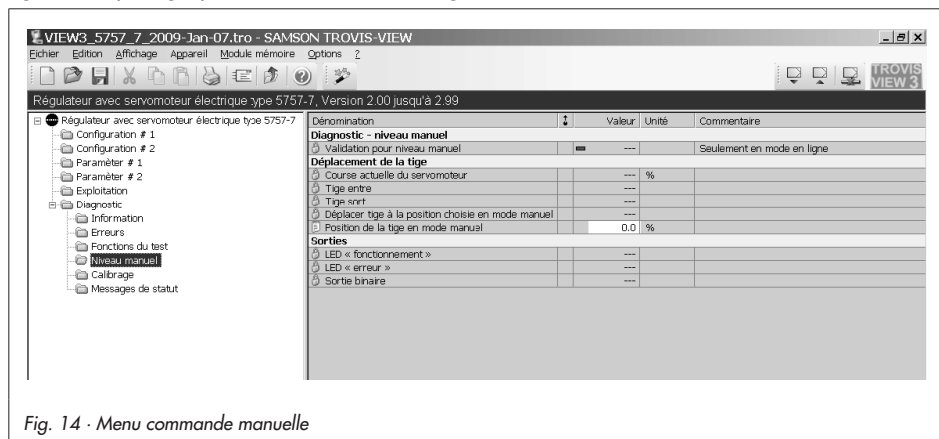 VIEW3_5757_7_2009-Jan-07.tro - SAMSON TROVIS-VIEW
Eichier Edition Affichage Appareil Module mémoire Options ?
TROVIS
VIEW 3
Régulateur avec servomoteur électrique type 5757-7, Version 2.00 jusqu'à 2.99
Régulateur avec servomoteur électrique type 5757-7
Configuration # 1
Configuration # 2
Paramèter # 1
Paramèter # 2
Exploitation
Diagnostic
Information
Erreurs
Fonctions du test
Niveau manuel
Calibrage
Messages de statut
Dénomination Valeur Unité Commentaire
Diagnostic - niveau manuel
Validation pour niveau manuel --- Seulement en mode en ligne
Déplacement de la tige
Course actuelle du servomoteur --- %
Tige entre ---
Tige sort ---
Déplacer tige à la position choisie en mode manuel ---
Position de la tige en mode manuel 0.0 %
Sorties
LED « fonctionnement » ---
LED « erreur » ---
Sortie binaire ---
Fig. 14 · Menu commande manuelle